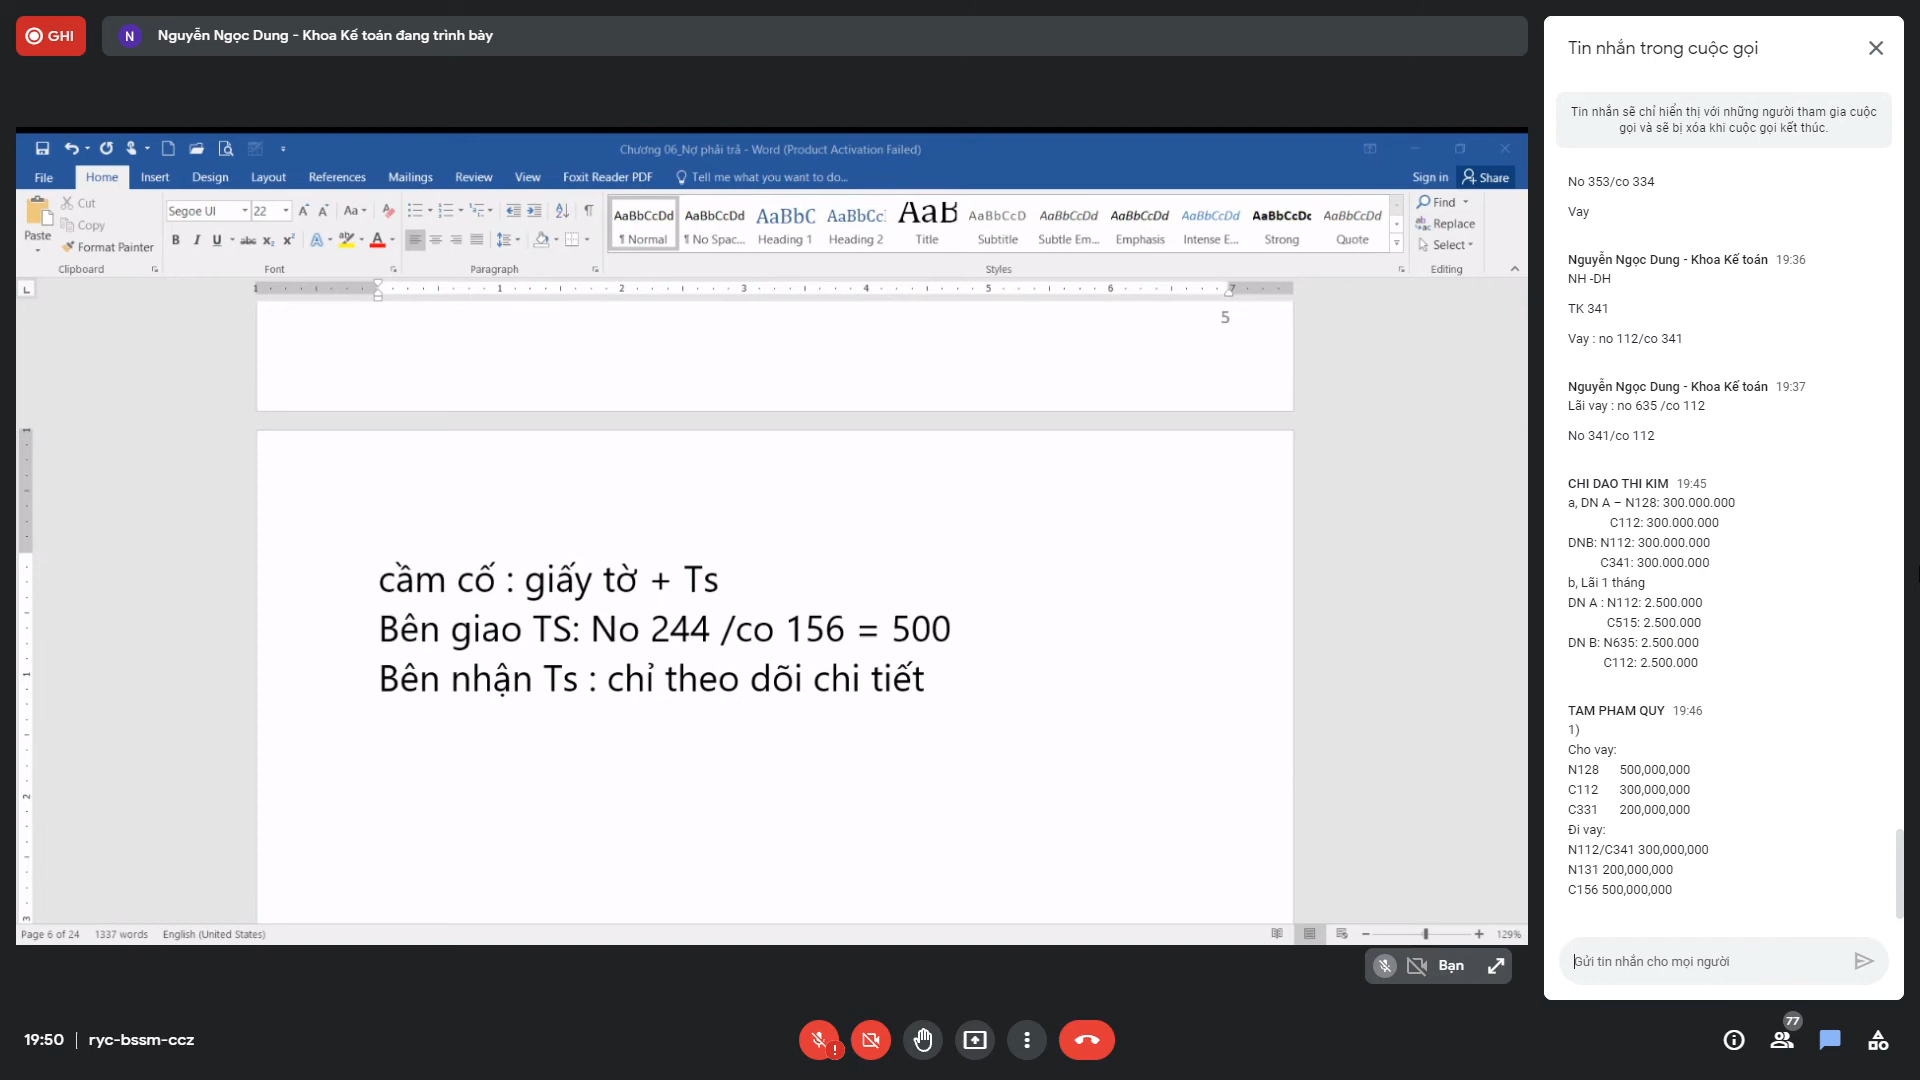 GHI
N
Nguyễn Ngọc Dung - Khoa Kế toán đang trình bày
Chương 06_Nợ phải trả - Word (Product Activation Failed)
File Home Insert Design Layout References Mailings Review View Foxit Reader PDF Tell me what you want to do... Sign in Share
Paste
Cut
Copy
Format Painter
Clipboard
Segoe UI 22
Font
Paragraph
AaBbCcDd AaBbCcDd AaBbC AaBbCc AaB AaBbCcD AaBbCcDd AaBbCcDd AaBbCcDd AaBbCcDc AaBbCcDd
¶ Normal ¶ No Spac... Heading 1 Heading 2 Title Subtitle Subtle Em... Emphasis Intense E... Strong Quote
Styles
Find
Replace
Select
Editing
1 1 2 3 4 5 6 7
5
cầm cố : giấy tờ + Ts
Bên giao TS: No 244 /co 156 = 500
Bên nhận Ts : chỉ theo dõi chi tiết
Page 6 of 24 1337 words English (United States)
129%
Bạn
19:50 ryc-bssm-ccz
77
Tin nhắn trong cuộc gọi
Tin nhắn sẽ chỉ hiển thị với những người tham gia cuộc
gọi và sẽ bị xóa khi cuộc gọi kết thúc.
No 353/co 334
Vay
Nguyễn Ngọc Dung - Khoa Kế toán 19:36
NH -DH
TK 341
Vay : no 112/co 341
Nguyễn Ngọc Dung - Khoa Kế toán 19:37
Lãi vay : no 635 /co 112
No 341/co 112
CHI DAO THI KIM 19:45
a, DN A – N128: 300.000.000
C112: 300.000.000
DNB: N112: 300.000.000
C341: 300.000.000
b, Lãi 1 tháng
DN A : N112: 2.500.000
C515: 2.500.000
DN B: N635: 2.500.000
C112: 2.500.000
TAM PHAM QUY 19:46
1)
Cho vay:
N128 500,000,000
C112 300,000,000
C331 200,000,000
Đi vay:
N112/C341 300,000,000
N131 200,000,000
C156 500,000,000
Gửi tin nhắn cho mọi người